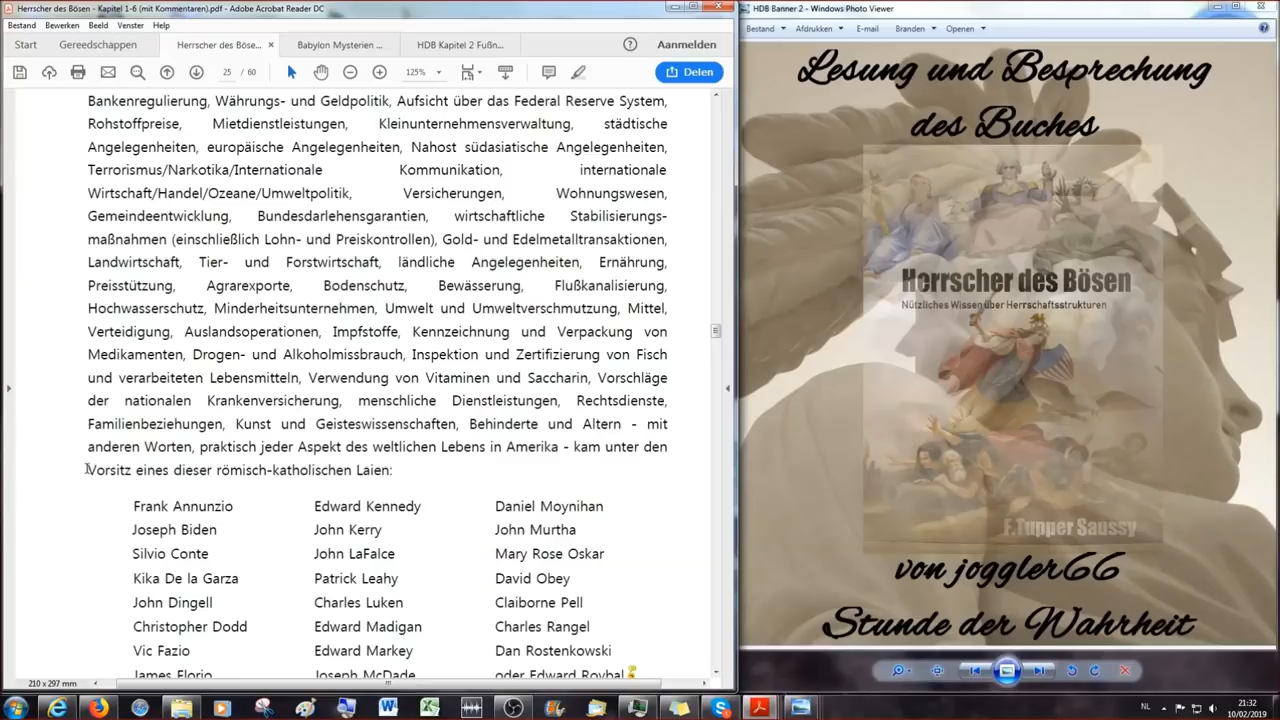 Herrscher des Bösen - Kapitel 1-6 (mit Kommentaren).pdf - Adobe Acrobat Reader DC
Datei Bewerken Beeld Venster Help
Start Gereedschappen Herrscher des Böse... × Babylon Mysterien ... HDB Kapitel 2 Fußn... Aanmelden
25 / 60 125% Delen
Bankenregulierung, Währungs- und Geldpolitik, Aufsicht über das Federal Reserve System,
Rohstoffpreise, Mietdienstleistungen, Kleinunternehmensverwaltung, städtische
Angelegenheiten, europäische Angelegenheiten, Nahost südasiatische Angelegenheiten,
Terrorismus/Narkotika/Internationale Kommunikation, internationale
Wirtschaft/Handel/Ozeane/Umweltpolitik, Versicherungen, Wohnungswesen,
Gemeindeentwicklung, Bundesdarlehensgarantien, wirtschaftliche Stabilisierungs-
maßnahmen (einschließlich Lohn- und Preiskontrollen), Gold- und Edelmetalltransaktionen,
Landwirtschaft, Tier- und Forstwirtschaft, ländliche Angelegenheiten, Ernährung,
Preisstützung, Agrarexporte, Bodenschutz, Bewässerung, Flußkanalisierung,
Hochwasserschutz, Minderheitsunternehmen, Umwelt und Umweltverschmutzung, Mittel,
Verteidigung, Auslandsoperationen, Impfstoffe, Kennzeichnung und Verpackung von
Medikamenten, Drogen- und Alkoholmissbrauch, Inspektion und Zertifizierung von Fisch
und verarbeiteten Lebensmitteln, Verwendung von Vitaminen und Saccharin, Vorschläge
der nationalen Krankenversicherung, menschliche Dienstleistungen, Rechtsdienste,
Familienbeziehungen, Kunst und Geisteswissenschaften, Behinderte und Altern - mit
anderen Worten, praktisch jeder Aspekt des weltlichen Lebens in Amerika - kam unter den
Vorsitz eines dieser römisch-katholischen Laien:
Frank Annunzio Edward Kennedy Daniel Moynihan
Joseph Biden John Kerry John Murtha
Silvio Conte John LaFalce Mary Rose Oskar
Kika De la Garza Patrick Leahy David Obey
John Dingell Charles Luken Claiborne Pell
Christopher Dodd Edward Madigan Charles Rangel
Vic Fazio Edward Markey Dan Rostenkowski
James Florio Joseph McDade oder Edward Roybal
210 x 297 mm
HDB Banner 2 - Windows Photo Viewer
Bestand Afdrukken E-mail Branden Openen
Lesung und Besprechung
des Buches
Herrscher des Bösen
Nützliches Wissen über Herrschaftsstrukturen
F.Tupper Saussy
von joggler66
Stunde der Wahrheit
NL 21:32
10/02/2019